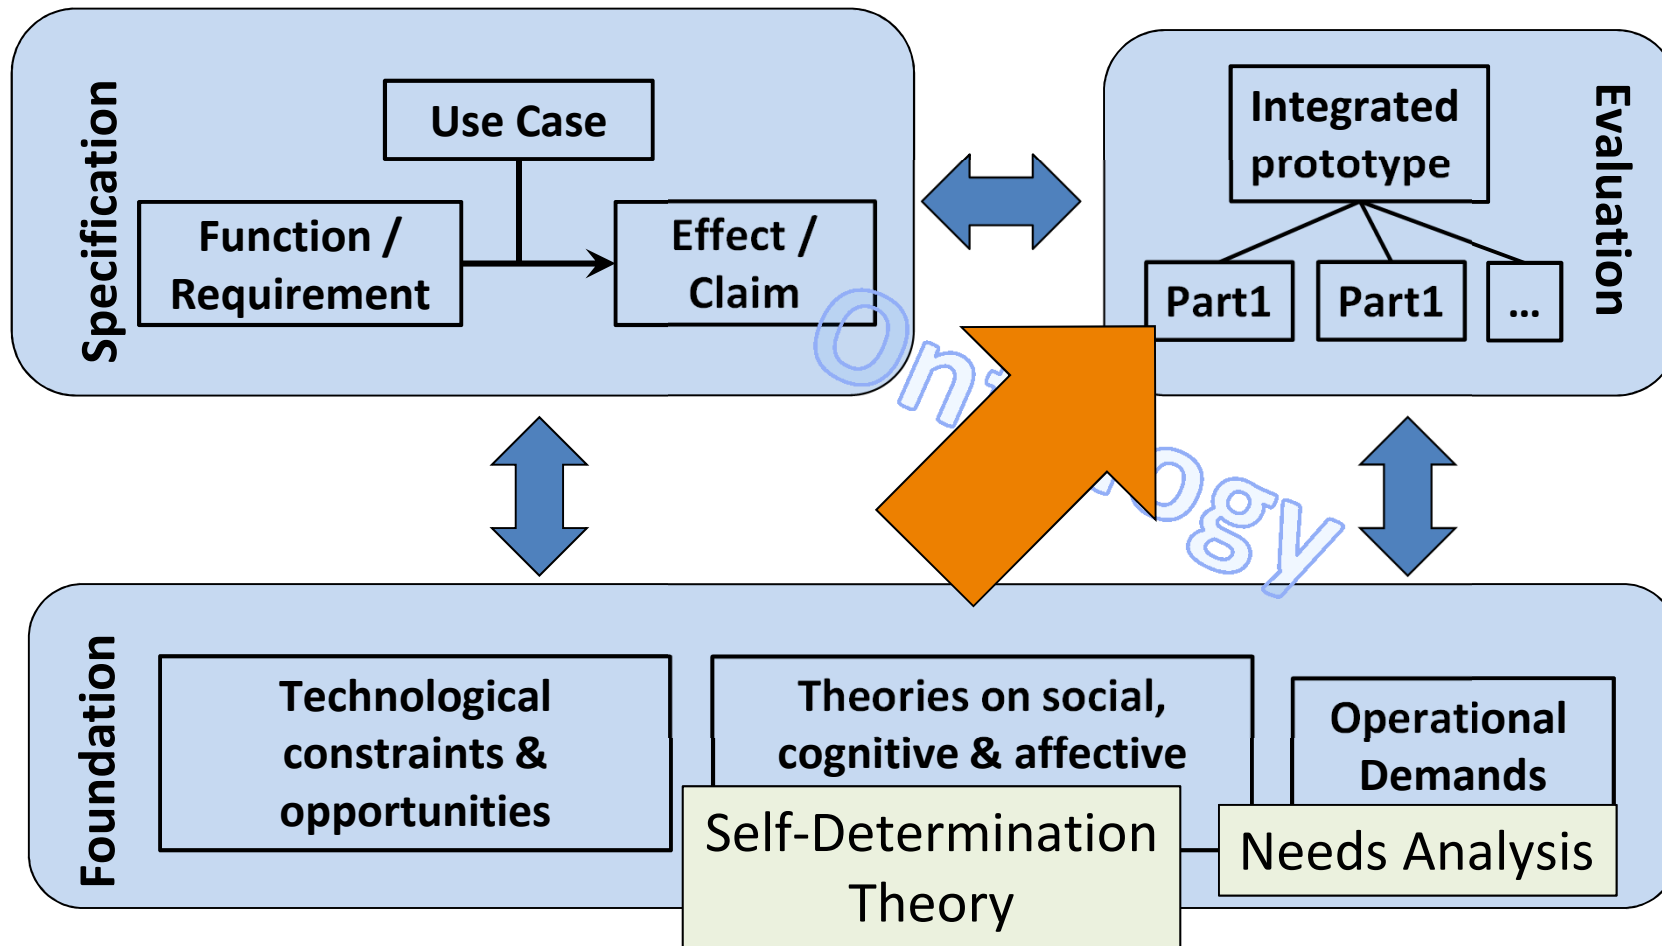 Specification
Use Case
Function /
Requirement
Effect /
Claim
Evaluation
Integrated
prototype
Part1
Part1
...
Foundation
Technological
constraints &
opportunities
Theories on social,
cognitive & affective
Self-Determination
Theory
Operational
Demands
Needs Analysis